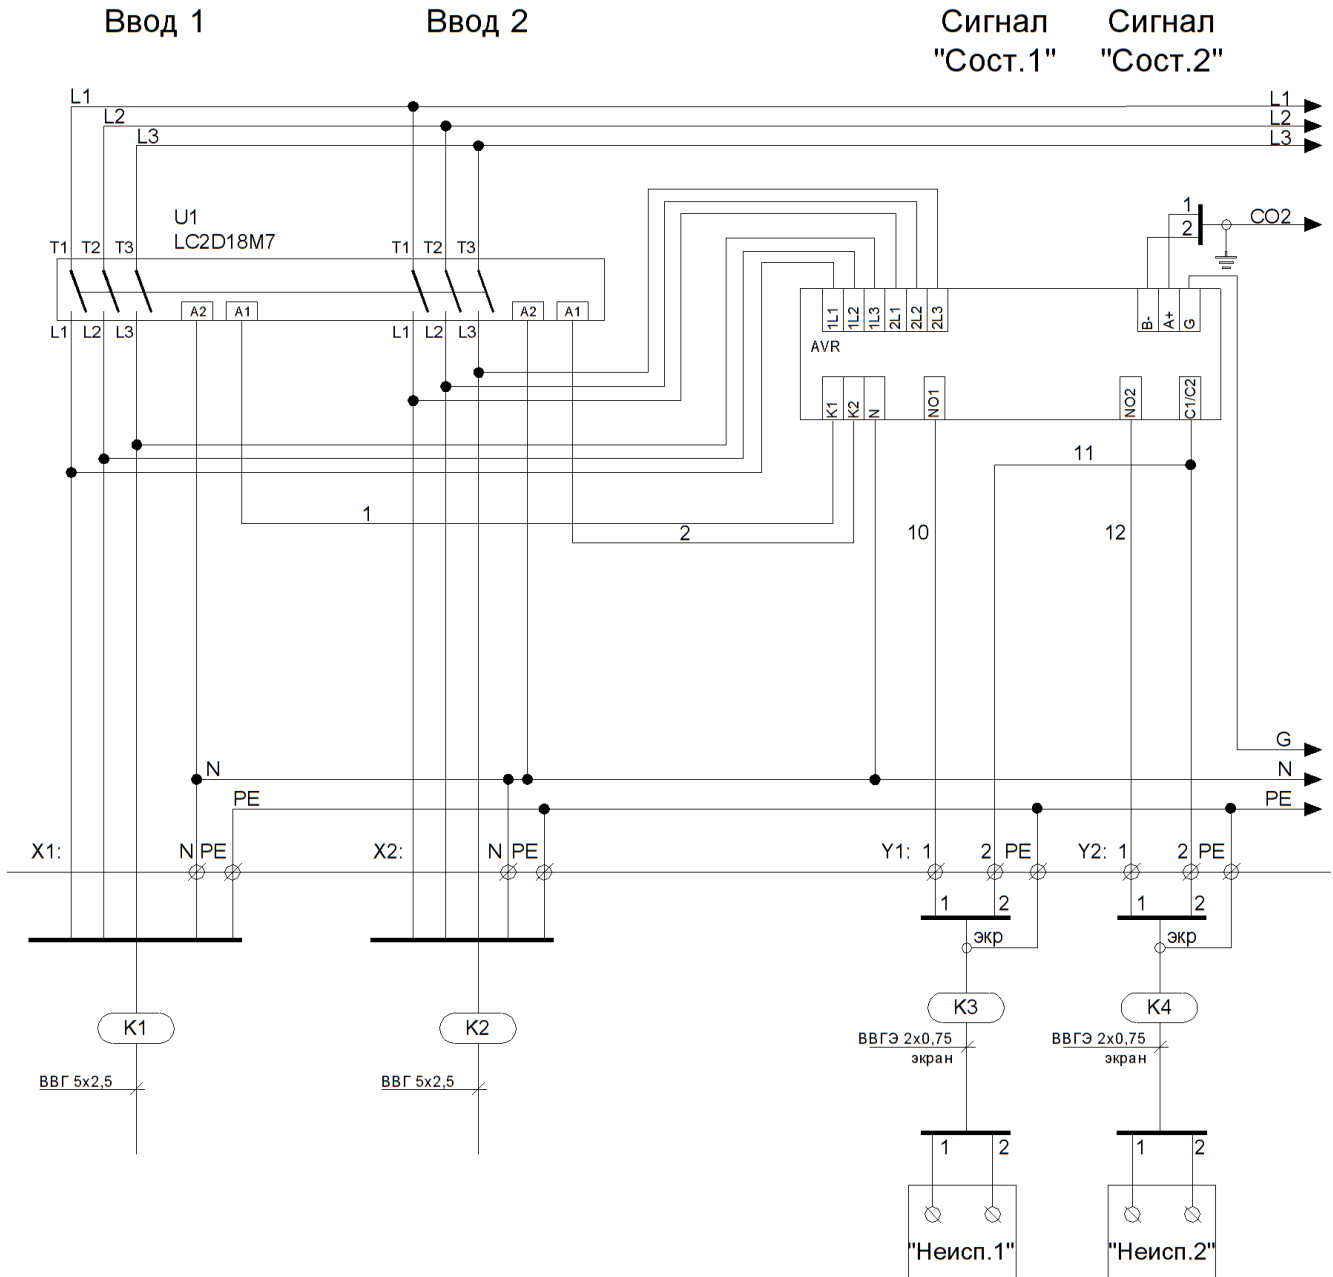 Ввод 1
Ввод 2
Сигнал
"Сост.1"
Сигнал
"Сост.2"
L1
L2
L3
L1
L2
L3
U1
LC2D18M7
T1 T2 T3
T1 T2 T3
A2 A1
A2 A1
L1 L2 L3
L1 L2 L3
1
2
CO2
1L1 1L2 1L3 2L1 2L2 2L3
B- A+ G
AVR
K1 K2 N
NO1
NO2
C1/C2
11
1
2
10
12
G
N
N
PE
PE
X1: N PE
X2: N PE
Y1: 1 2 PE
Y2: 1 2 PE
1 2
1 2
экр
экр
К1
К2
К3
К4
ВВГЭ 2х0,75
экран
ВВГЭ 2х0,75
экран
ВВГ 5х2,5
ВВГ 5х2,5
1 2
1 2
"Неисп.1"
"Неисп.2"